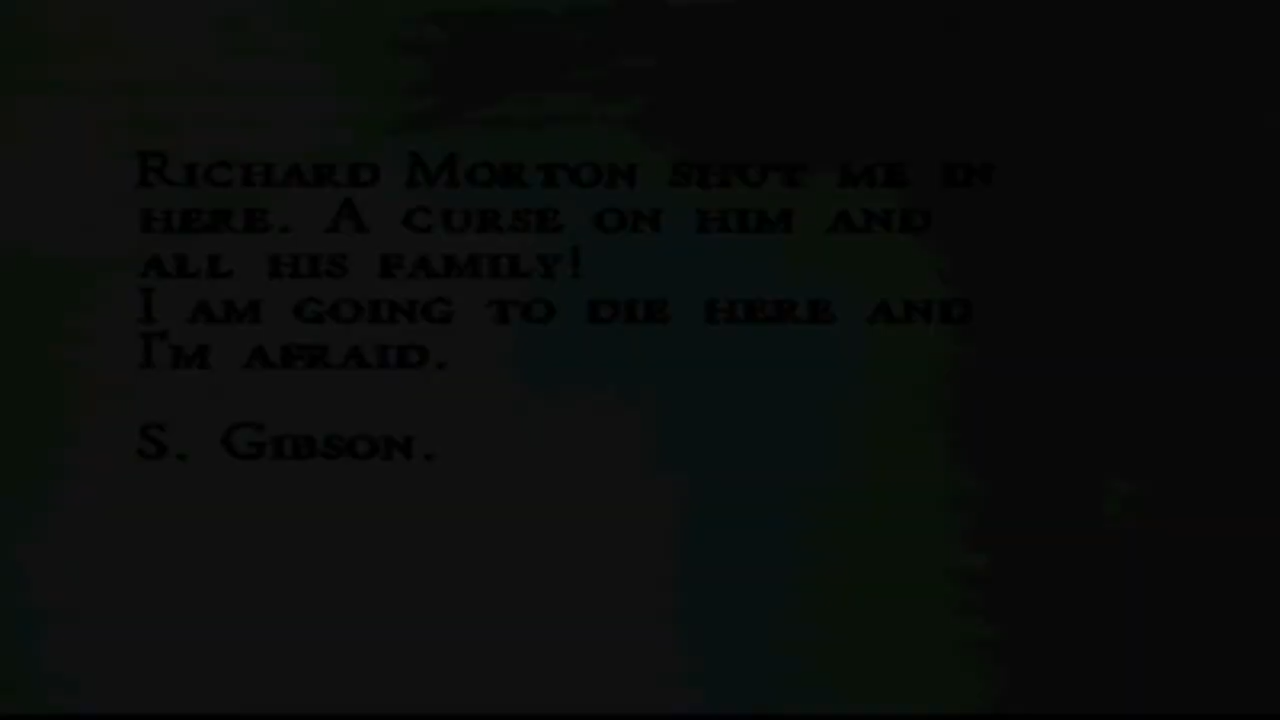 Richard Morton shut me in
here. A curse on him and
all his family!
I am going to die here and
I'm afraid.
S. Gibson.